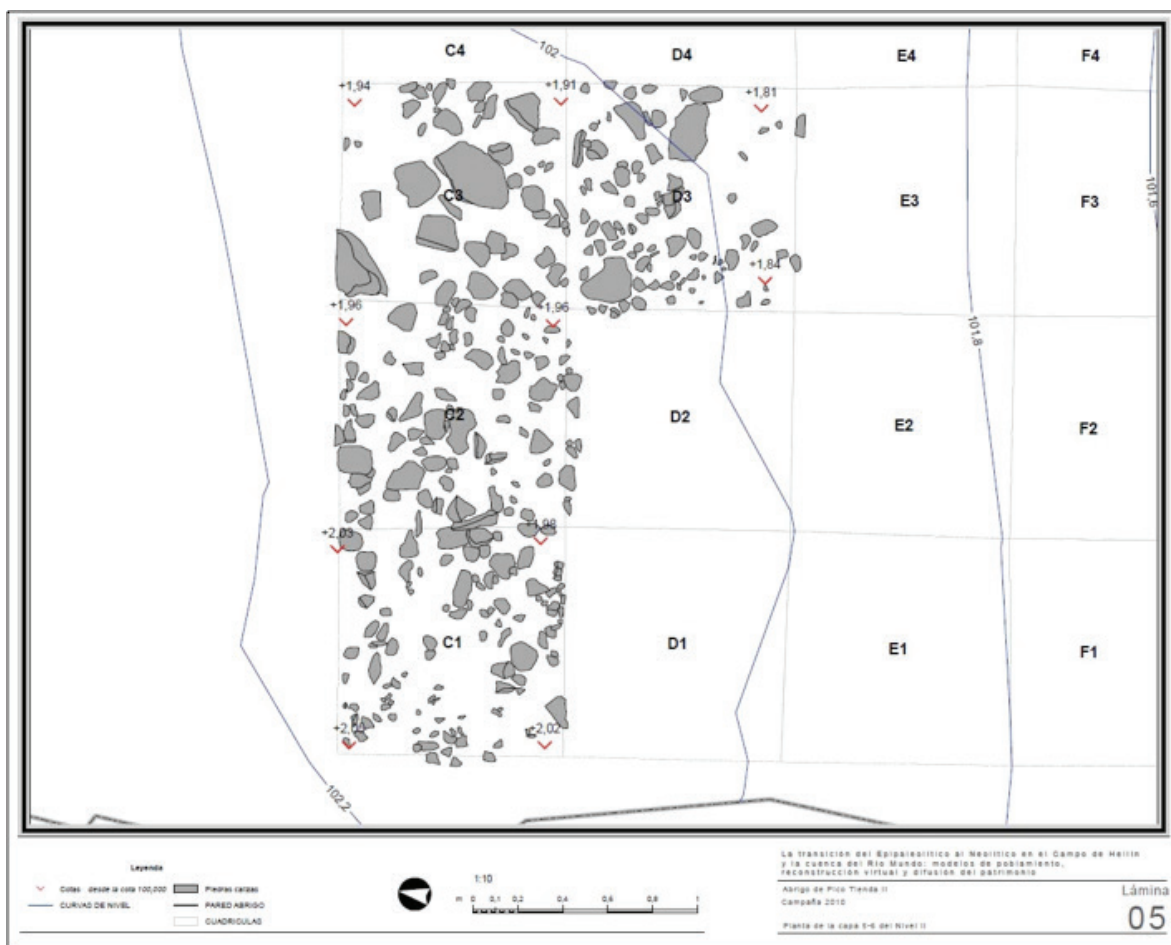 C4
102
D4
E4
F4
+1,94
+1,91
+1,81
C3
D3
E3
F3
101,6
+1,84
+1,96
+1,96
101,8
C2
D2
E2
F2
+2,03
+1,98
C1
D1
E1
F1
+2,02
102,2
Leyenda
Cotas desde la cota 100,000
Piedras calizas
CURVAS DE NIVEL
PARED ABRIGO
CUADRICULAS
1:10
m 0 0,1 0,2 0,4 0,6 0,8 1
La transición del Epipaleolítico al Neolítico en el Campo de Hellín
y la cuenca del Río Mundo: modelos de poblamiento,
reconstrucción virtual y difusión del patrimonio
Abrigo de Pico Tienda II
Campaña 2010
Planta de la capa 5-6 del Nivel II
Lámina
05